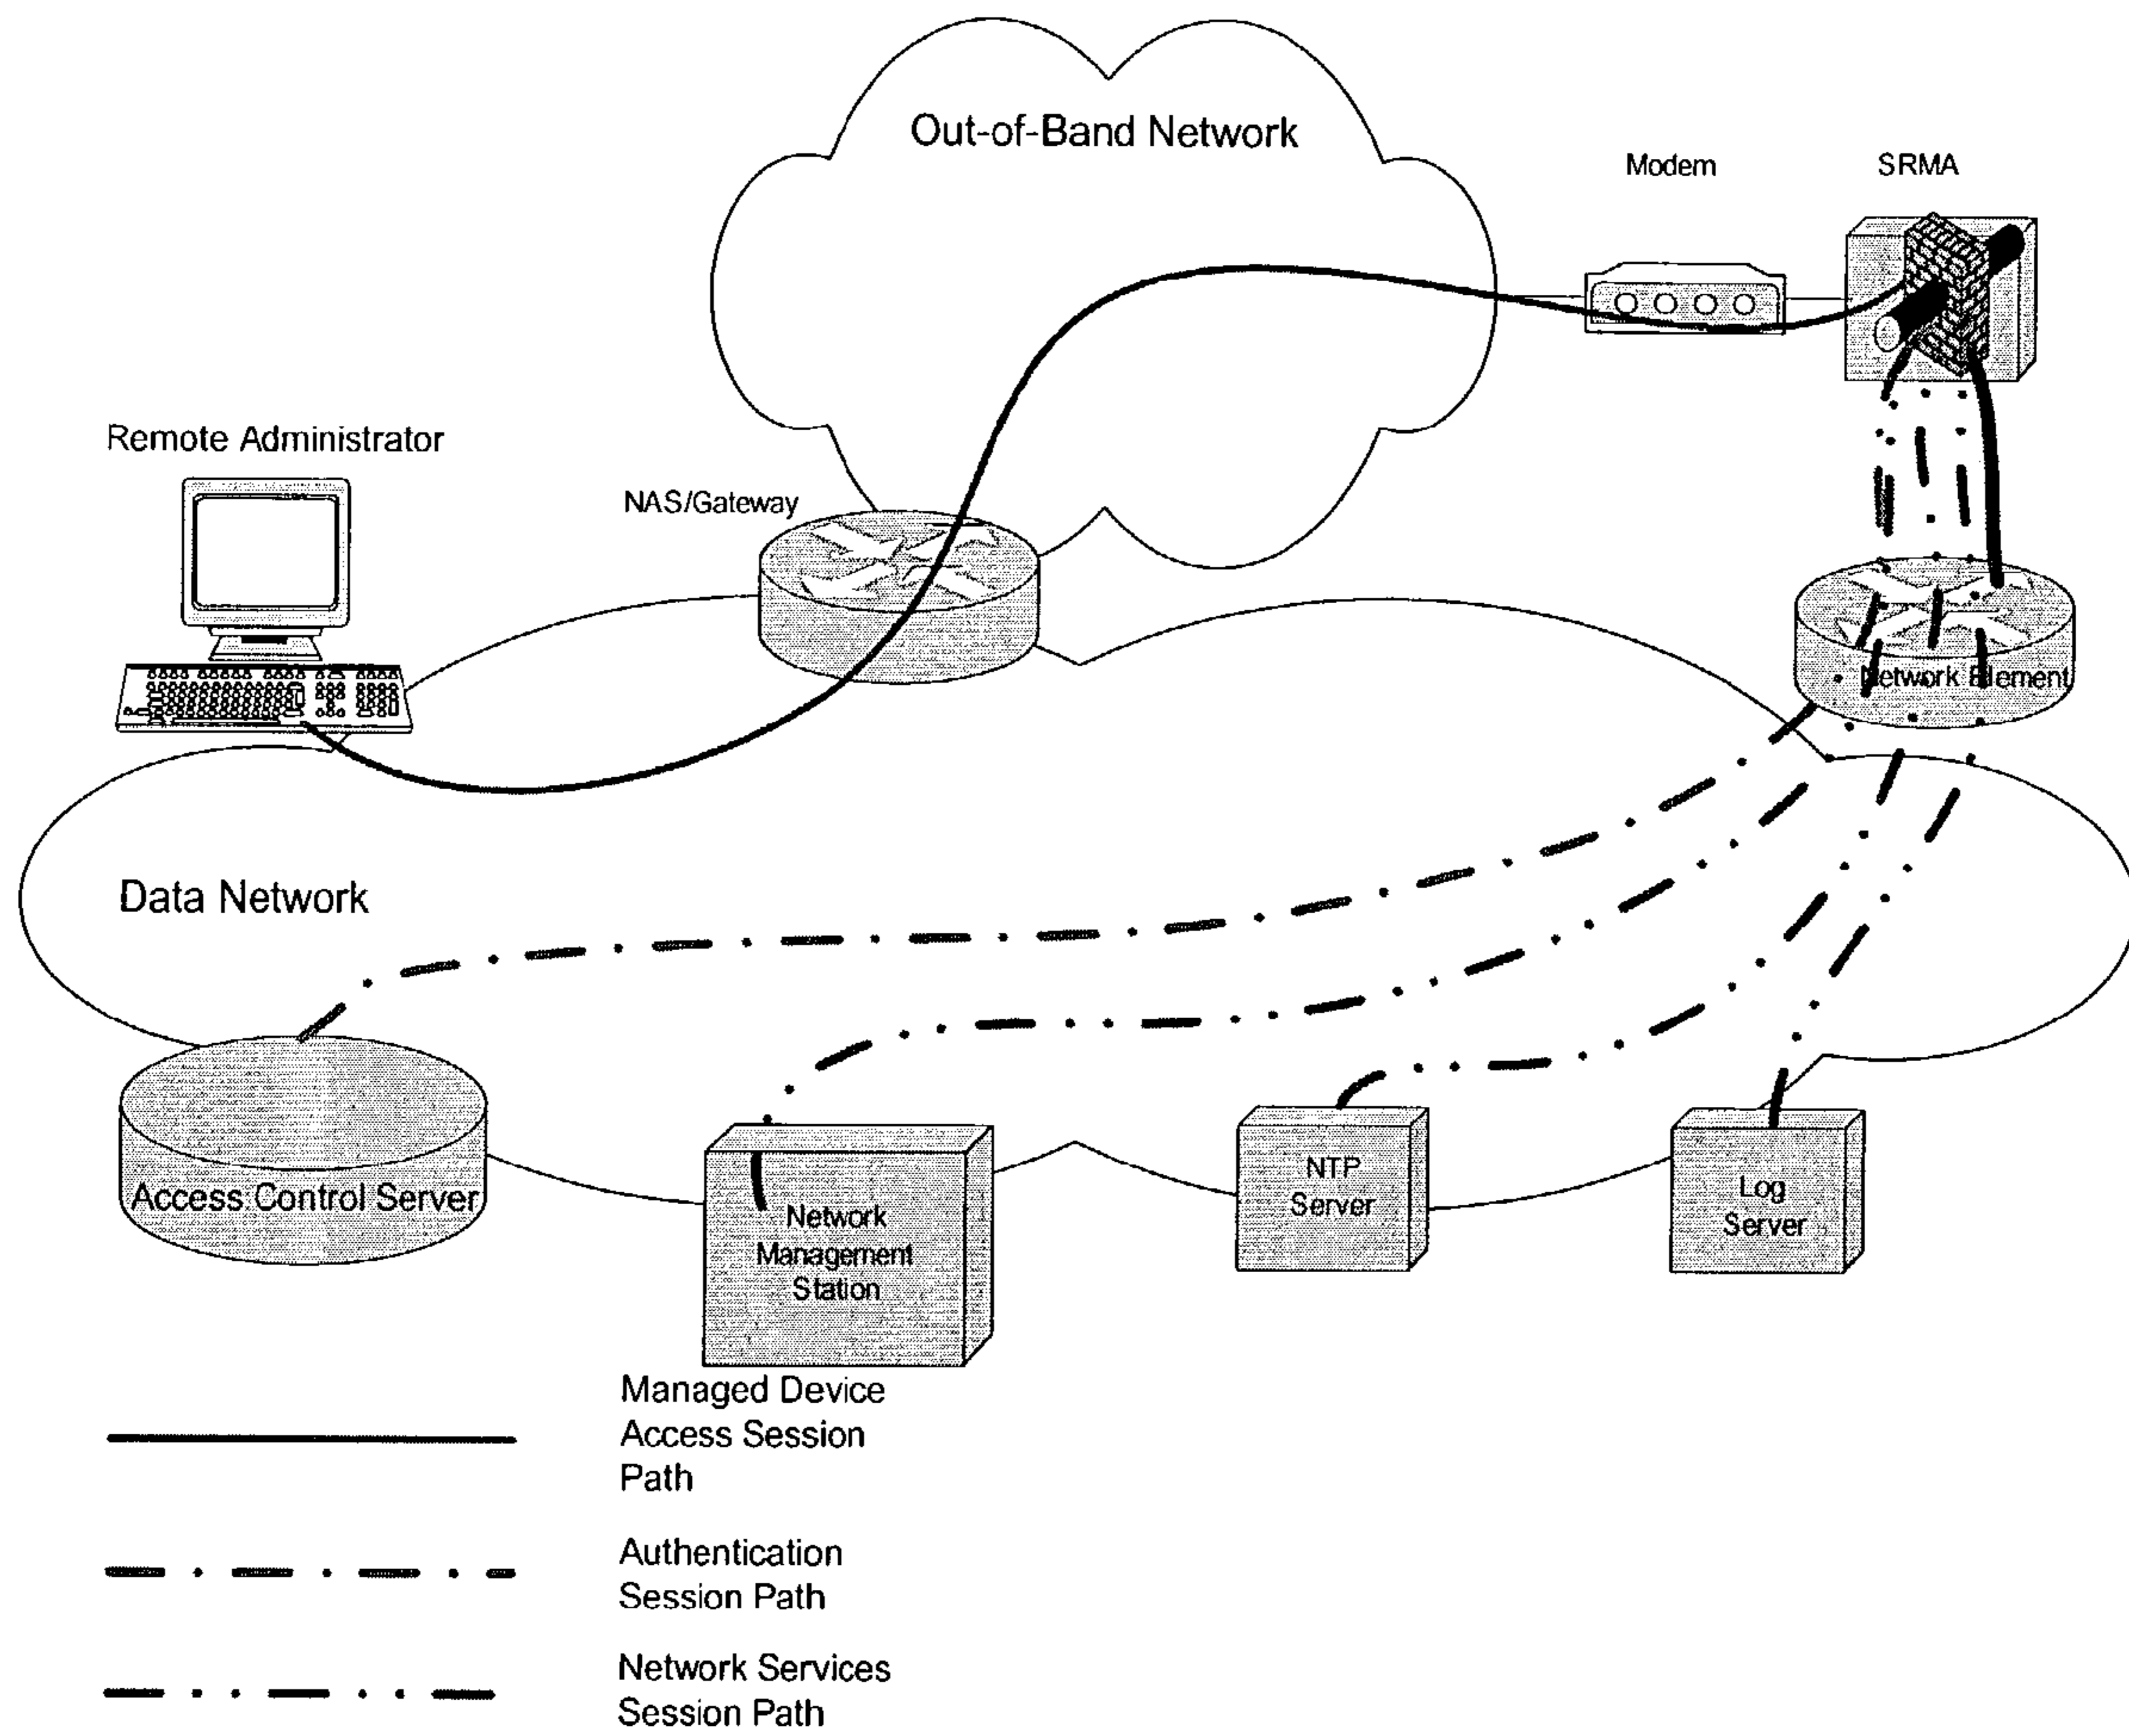 Out-of-Band Network
Modem
SRMA
Remote Administrator
NAS/Gateway
Network Element
Data Network
Access Control Server
Network
Management
Station
NTP
Server
Log
Server
Managed Device
Access Session
Path
Authentication
Session Path
Network Services
Session Path